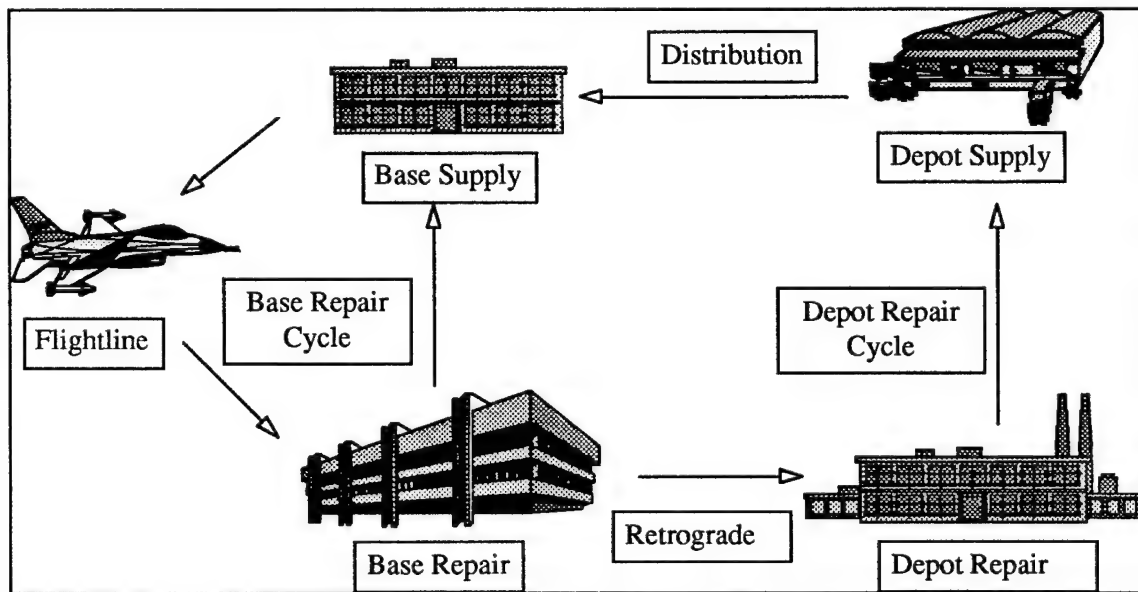 Distribution
Base Supply
Depot Supply
Base Repair
Cycle
Depot Repair
Cycle
Flightline
Retrograde
Base Repair
Depot Repair